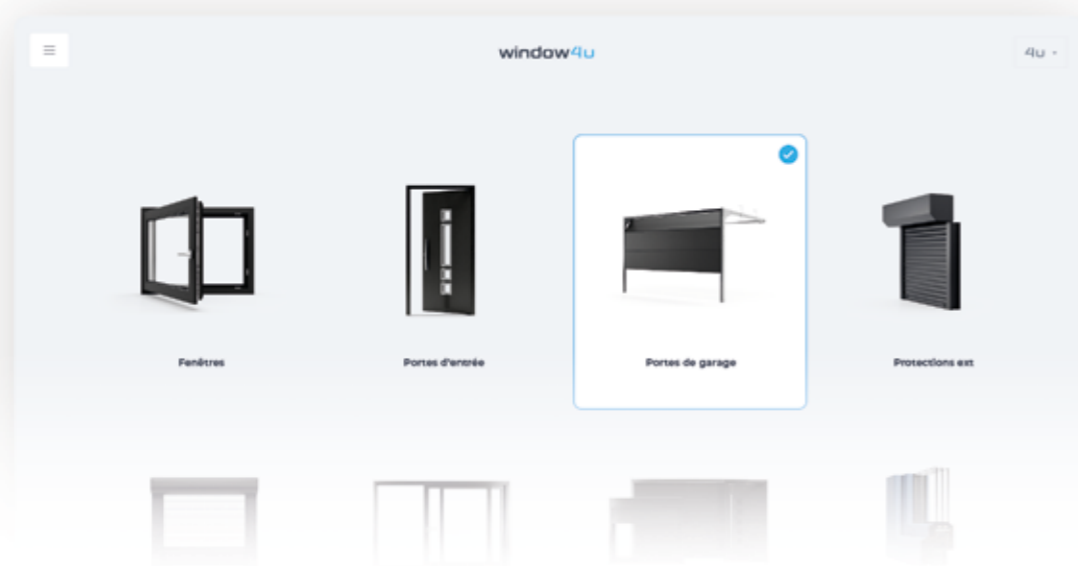 window4u
4u
Fenêtres
Portes d'entrée
Portes de garage
Protections ext